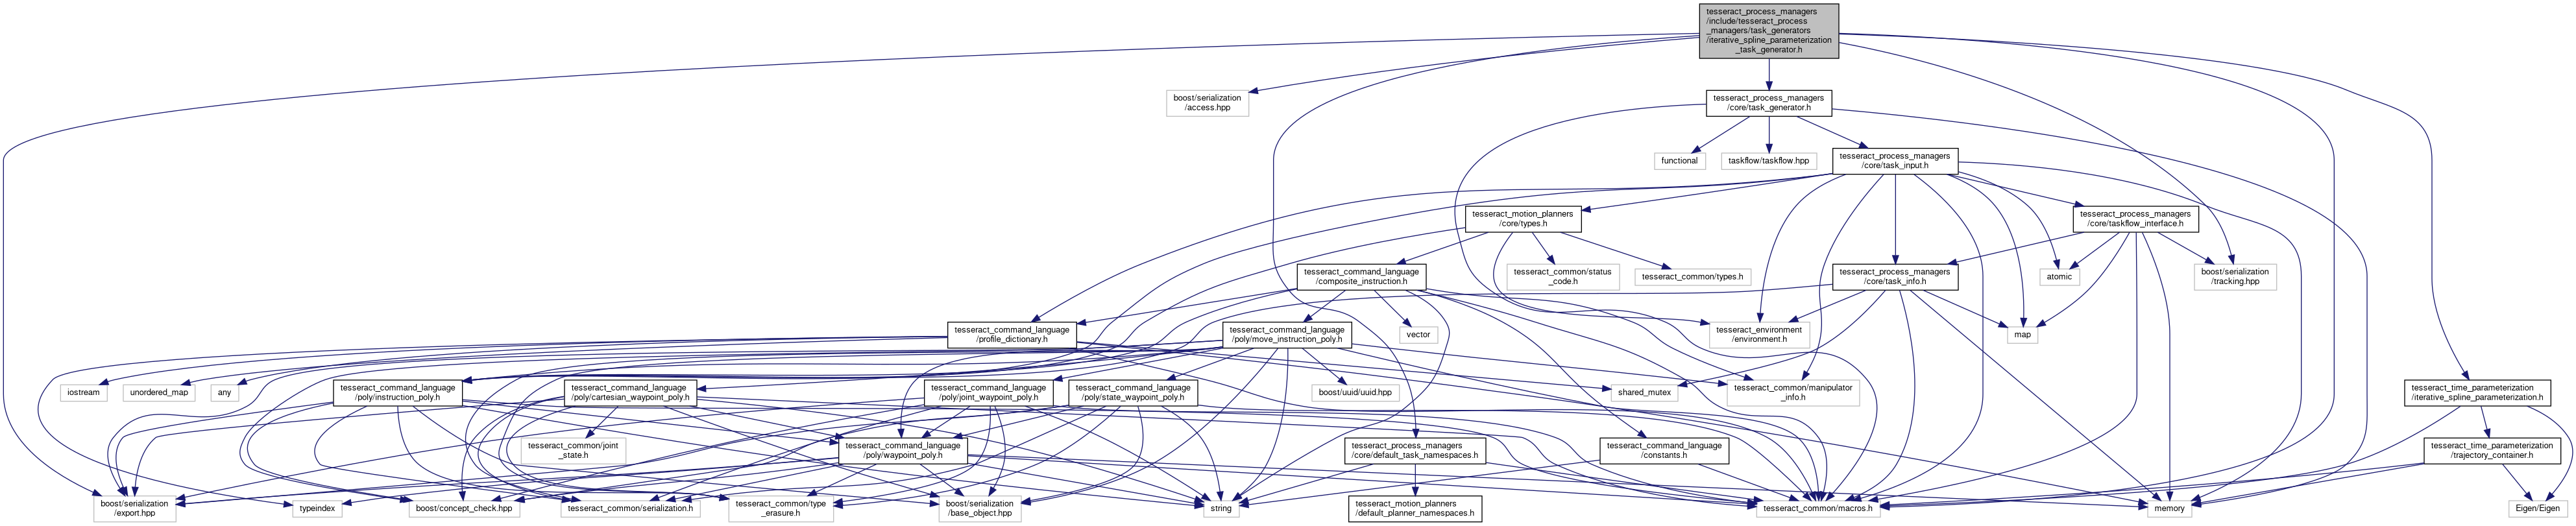 tesseract_process_managers
/include/tesseract_process
_managers/task_generators
/iterative_spline_parameterization
_task_generator.h
boost/serialization
/access.hpp
tesseract_process_managers
/core/task_generator.h
functional
taskflow/taskflow.hpp
tesseract_process_managers
/core/task_input.h
tesseract_motion_planners
/core/types.h
tesseract_process_managers
/core/taskflow_interface.h
tesseract_command_language
/composite_instruction.h
tesseract_common/status
_code.h
tesseract_common/types.h
tesseract_process_managers
/core/task_info.h
atomic
boost/serialization
/tracking.hpp
tesseract_command_language
/profile_dictionary.h
tesseract_command_language
/poly/move_instruction_poly.h
vector
tesseract_environment
/environment.h
map
iostream
unordered_map
any
tesseract_command_language
/poly/instruction_poly.h
tesseract_command_language
/poly/cartesian_waypoint_poly.h
tesseract_command_language
/poly/joint_waypoint_poly.h
tesseract_command_language
/poly/state_waypoint_poly.h
boost/uuid/uuid.hpp
shared_mutex
tesseract_common/manipulator
_info.h
tesseract_time_parameterization
/iterative_spline_parameterization.h
tesseract_common/joint
_state.h
tesseract_command_language
/poly/waypoint_poly.h
tesseract_process_managers
/core/default_task_namespaces.h
tesseract_command_language
/constants.h
tesseract_time_parameterization
/trajectory_container.h
boost/serialization
/export.hpp
typeindex
boost/concept_check.hpp
tesseract_common/serialization.h
tesseract_common/type
_erasure.h
boost/serialization
/base_object.hpp
string
tesseract_motion_planners
/default_planner_namespaces.h
tesseract_common/macros.h
memory
Eigen/Eigen